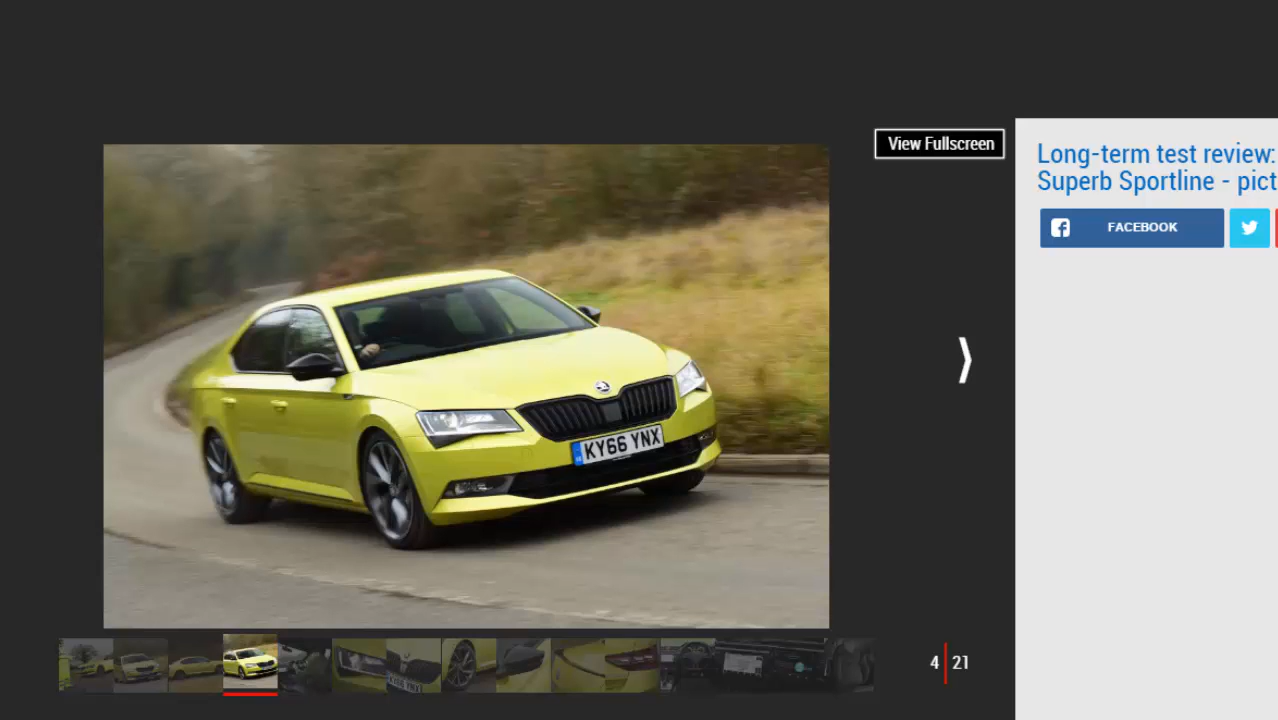 View Fullscreen
Long-term test review:
Superb Sportline - pict
FACEBOOK
KY66 YNX
4 21